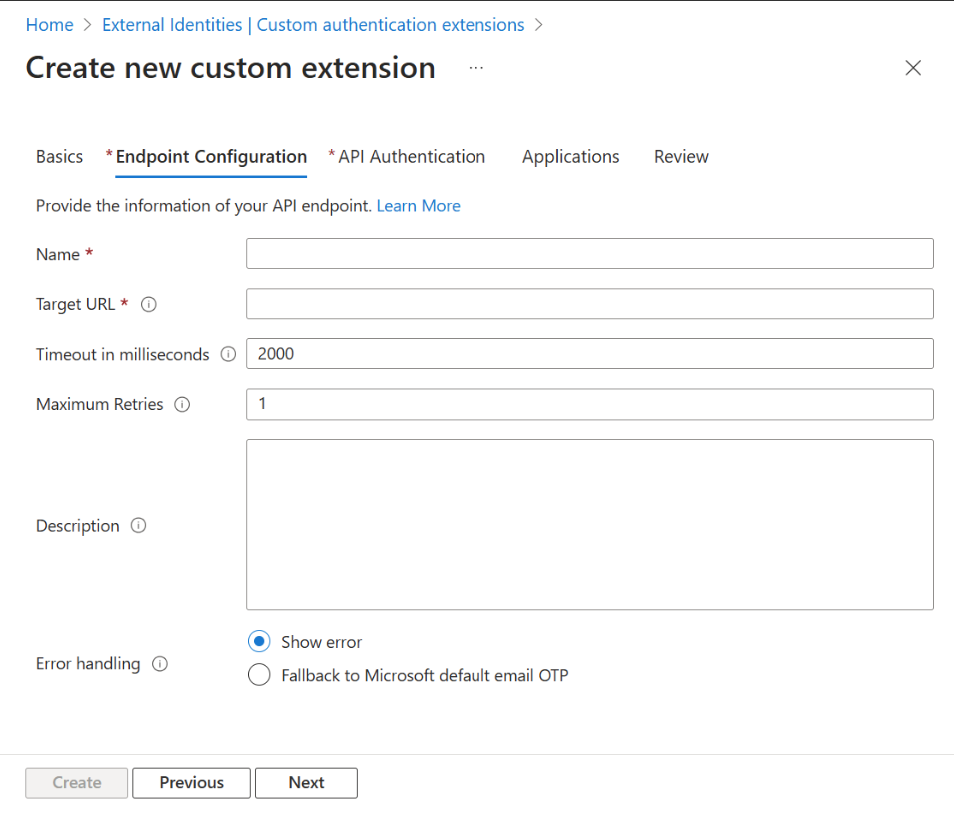 Home > External Identities | Custom authentication extensions >
Create new custom extension ...
Basics * Endpoint Configuration * API Authentication Applications Review
Provide the information of your API endpoint. Learn More
Name *
Target URL *
Timeout in milliseconds 2000
Maximum Retries 1
Description
Show error
Error handling
Fallback to Microsoft default email OTP
Create Previous Next